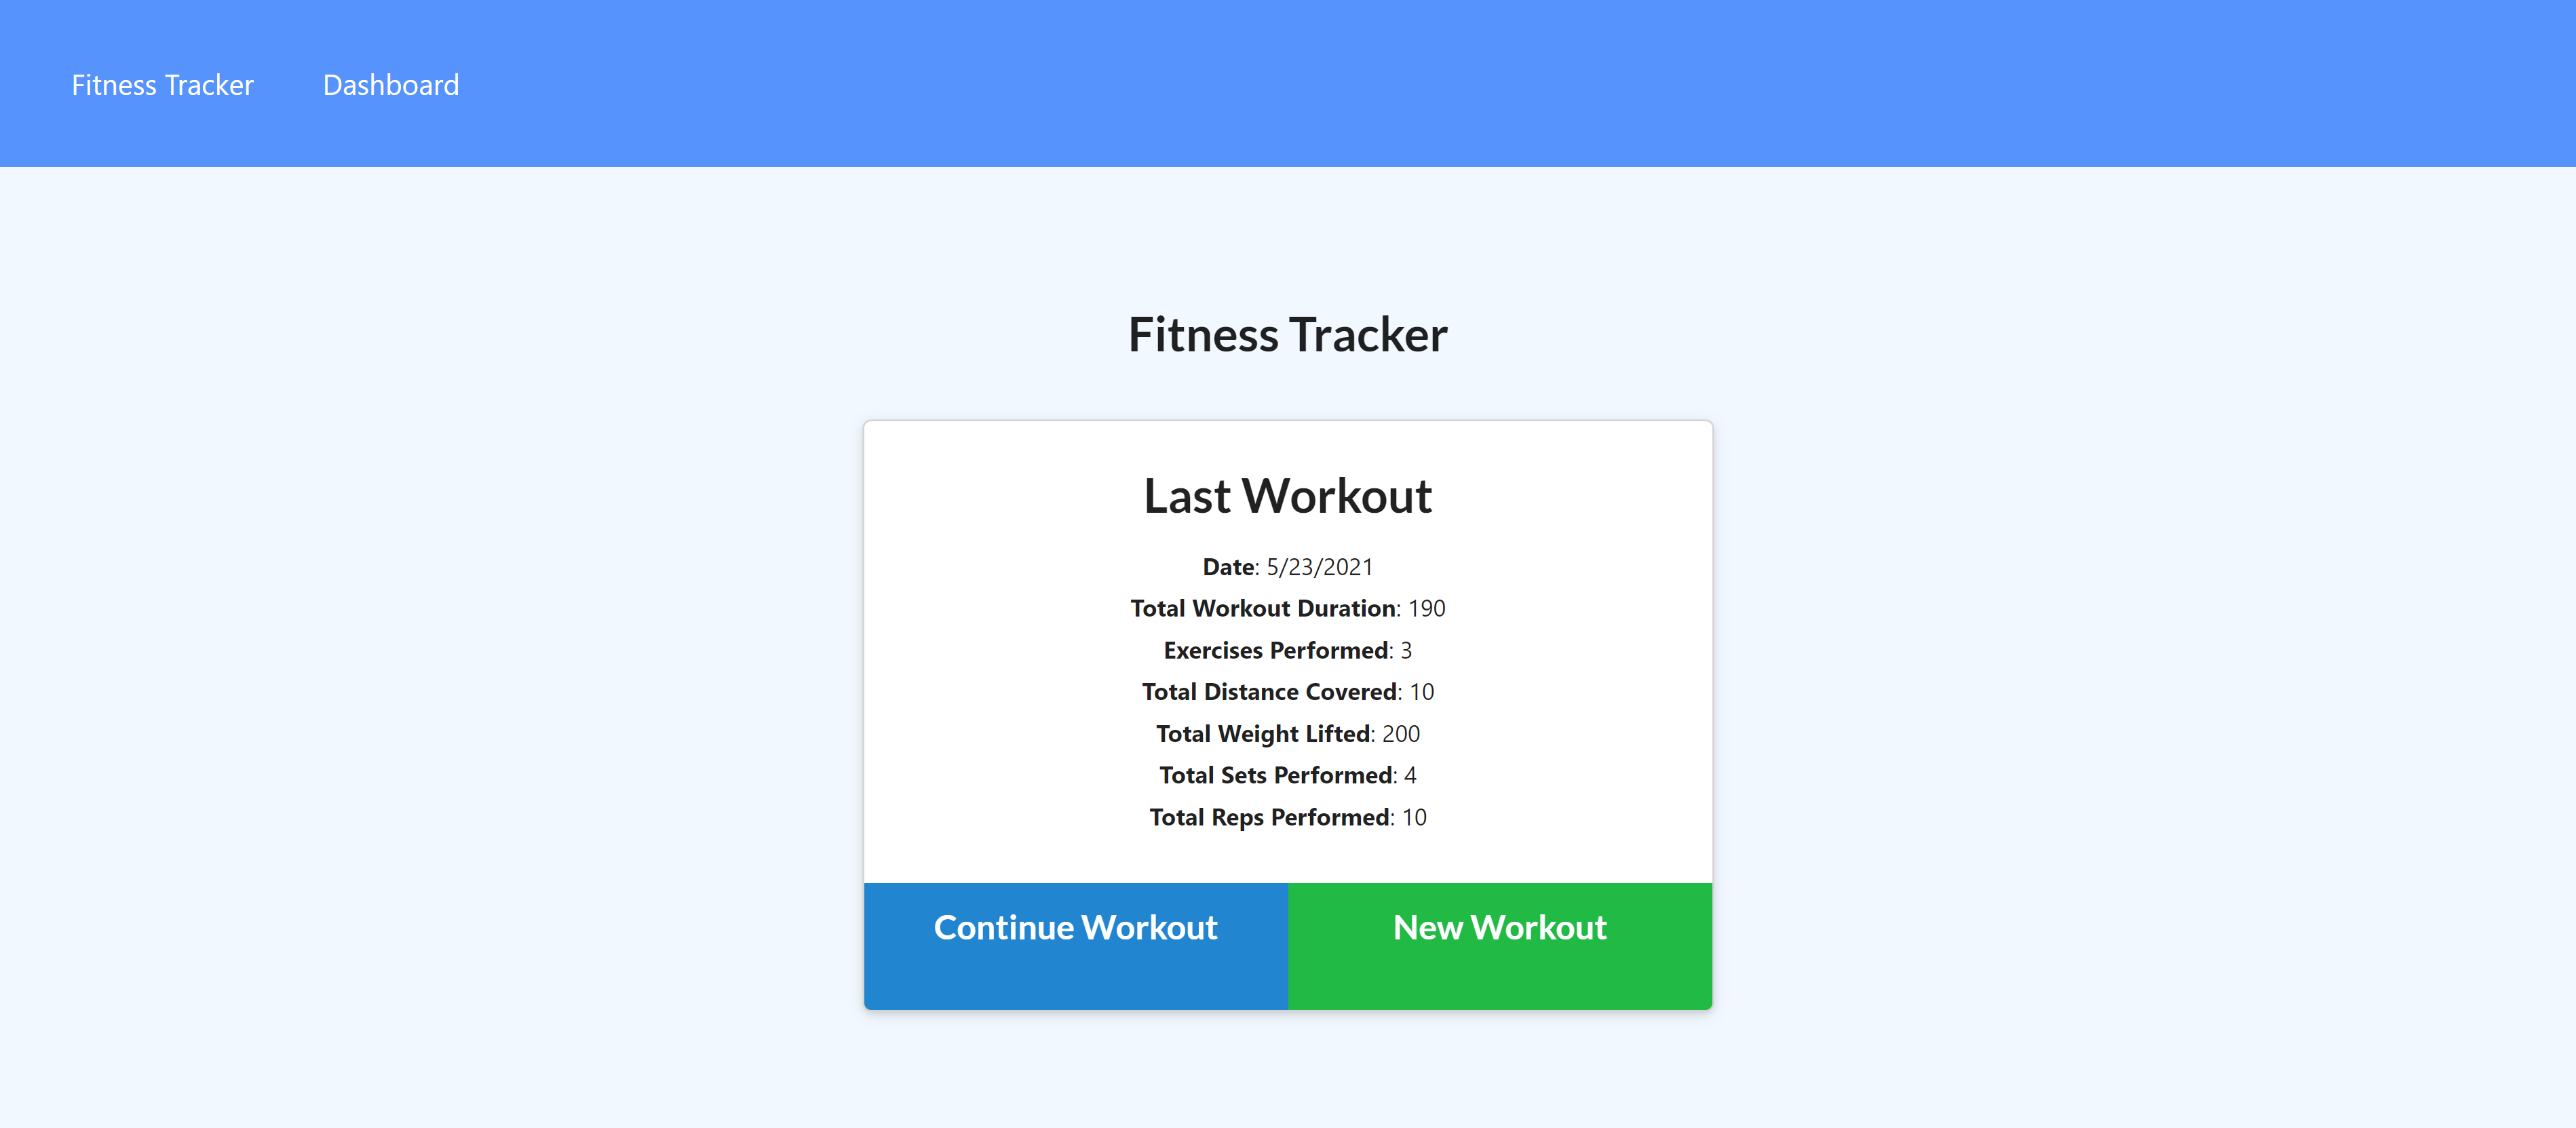 Fitness Tracker Dashboard
Fitness Tracker
Last Workout
Date: 5/23/2021
Total Workout Duration: 190
Exercises Performed: 3
Total Distance Covered: 10
Total Weight Lifted: 200
Total Sets Performed: 4
Total Reps Performed: 10
Continue Workout New Workout